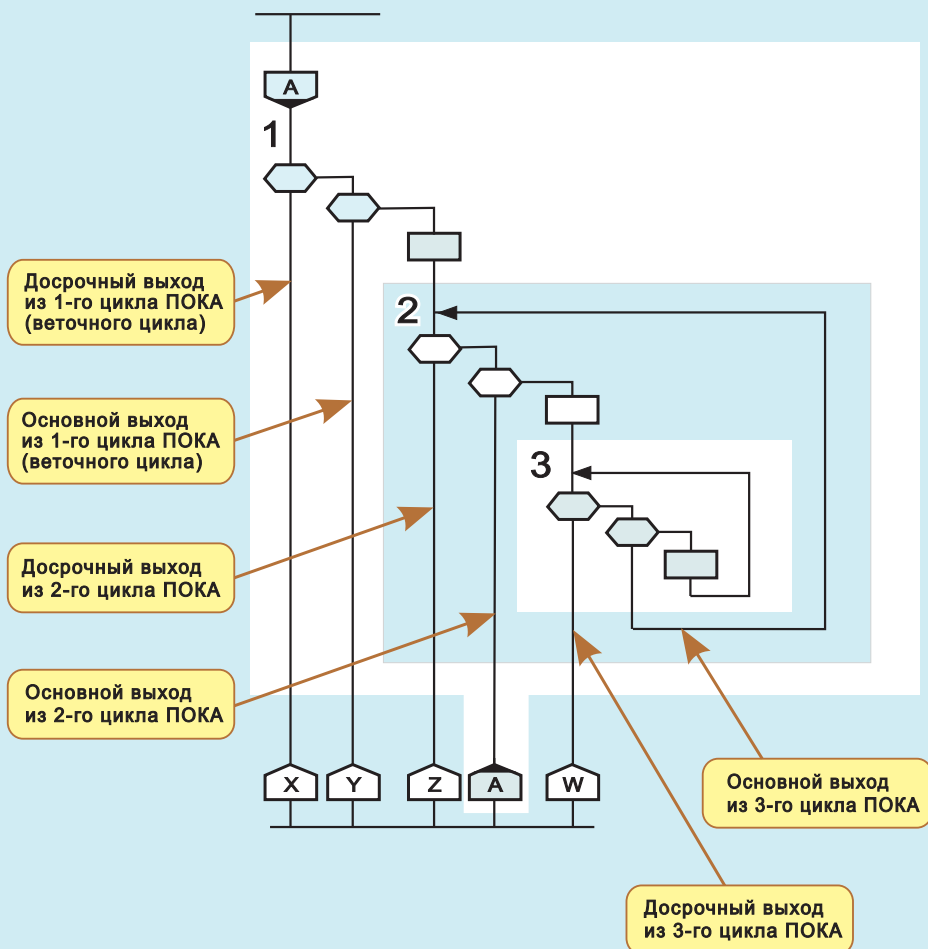 A
1
Досрочный выход
из 1-го цикла ПОКА
(веточного цикла)
2
Основной выход
из 1-го цикла ПОКА
(веточного цикла)
3
Досрочный выход
из 2-го цикла ПОКА
Основной выход
из 2-го цикла ПОКА
X Y Z A W
Основной выход
из 3-го цикла ПОКА
Досрочный выход
из 3-го цикла ПОКА